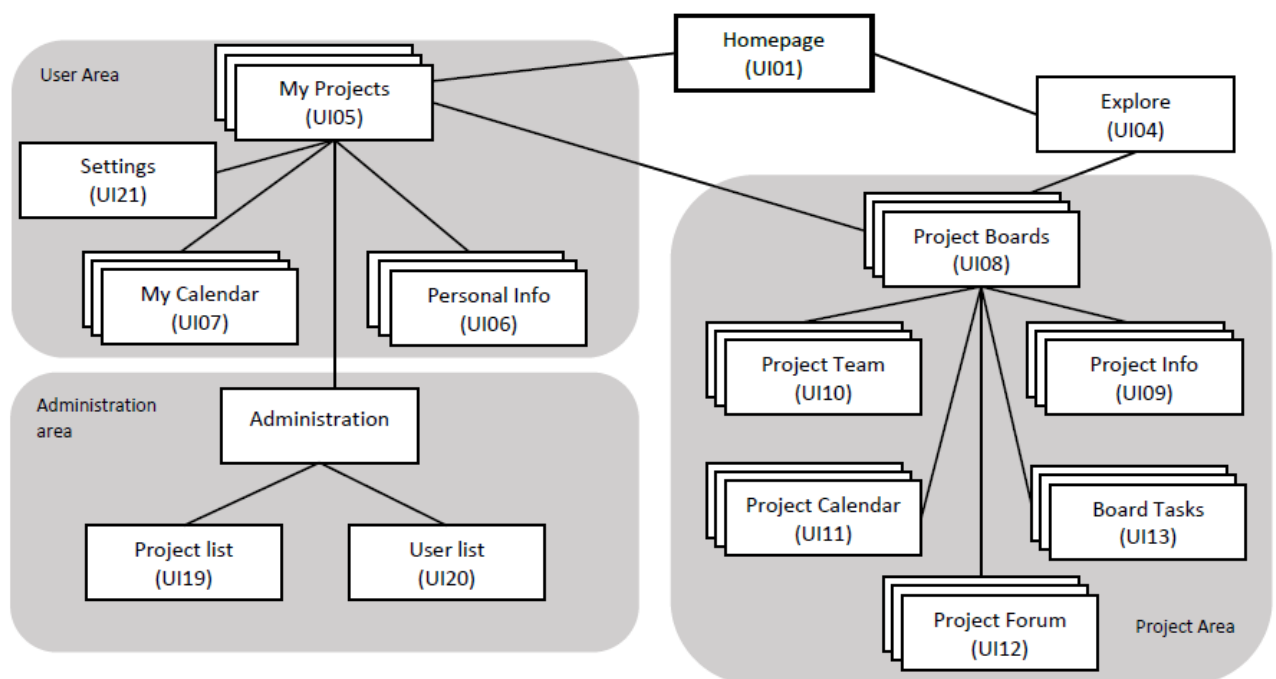 Homepage
(UI01)
User Area
My Projects
(UI05)
Explore
(UI04)
Settings
(UI21)
Project Boards
(UI08)
My Calendar
(UI07)
Personal Info
(UI06)
Project Team
(UI10)
Project Info
(UI09)
Administration
area
Administration
Project Calendar
(UI11)
Board Tasks
(UI13)
Project list
(UI19)
User list
(UI20)
Project Forum
(UI12)
Project Area